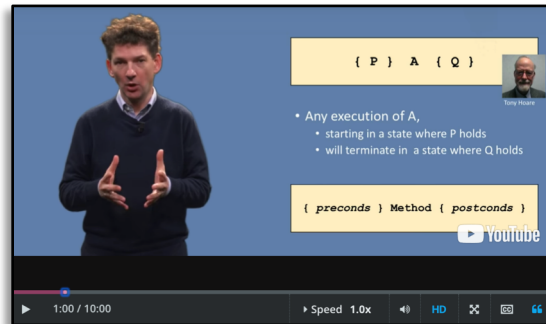 { P } A { Q }
Tony Hoare
• Any execution of A,
• starting in a state where P holds
• will terminate in a state where Q holds
{ preconds } Method { postconds }
YouTube
1:00 / 10:00
Speed 1.0x
HD
CC